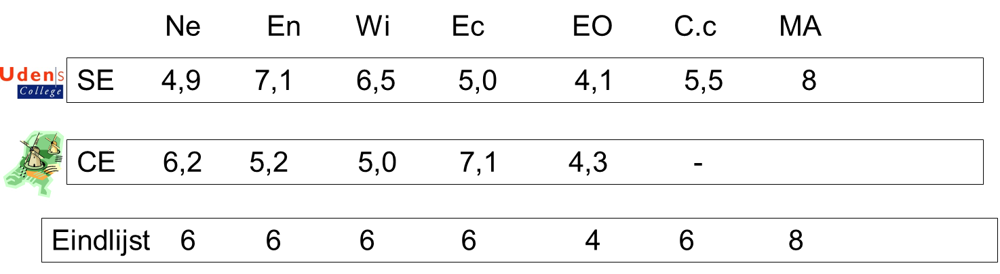 Ne En Wi Ec EO C.c MA
Uden|s College
SE 4,9 7,1 6,5 5,0 4,1 5,5 8
CE 6,2 5,2 5,0 7,1 4,3 -
Eindlijst 6 6 6 6 4 6 8